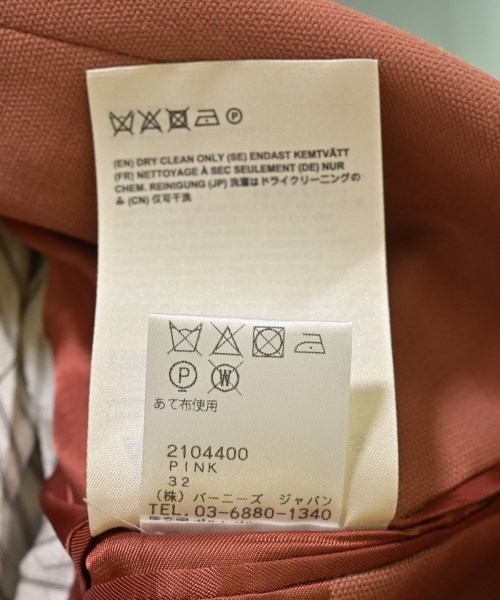 (EN) DRY CLEAN ONLY (SE) ENDAST KEMTVÄTT
(FR) NETTOYAGE À SEC SEULEMENT (DE) NUR
CHEM. REINIGUNG (JP) 洗濯はドライクリーニングの
み (CN) 仅可干洗
P W
あて布使用
2104400
PINK
32
(株) バーニーズ ジャパン
TEL. 03-6880-1340